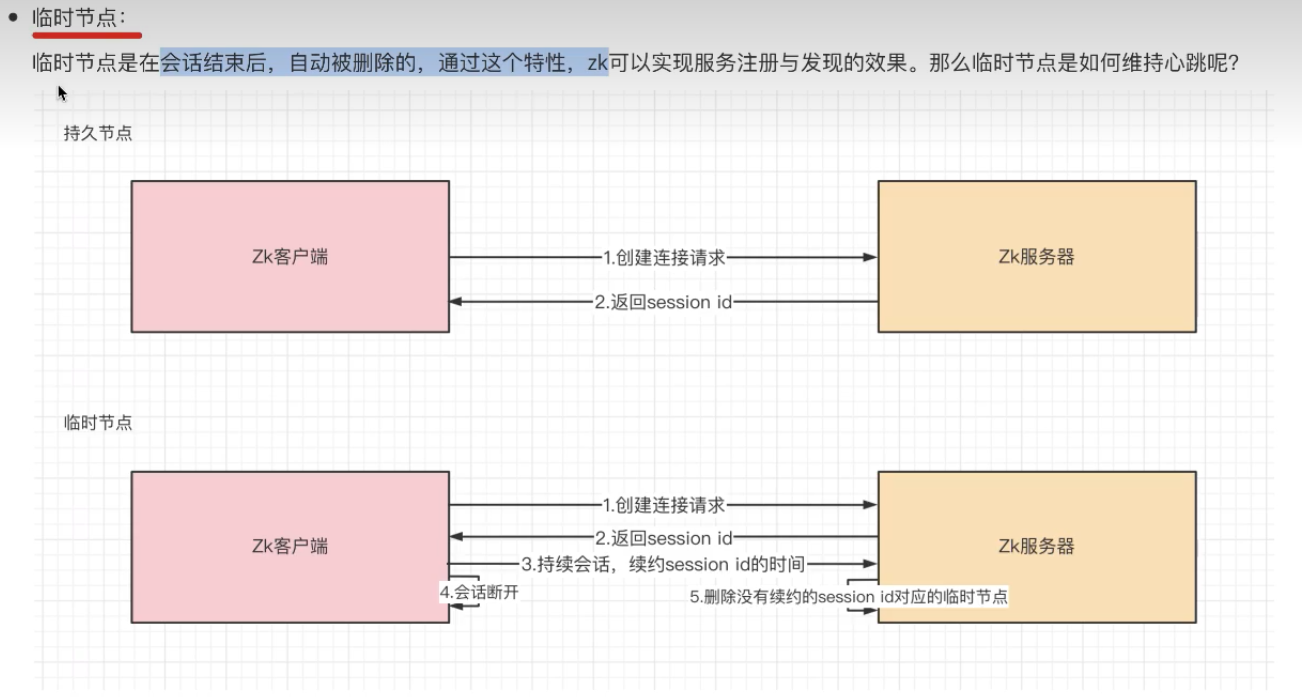 临时节点：
临时节点是在会话结束后，自动被删除的，通过这个特性，zk可以实现服务注册与发现的效果。那么临时节点是如何维持心跳呢？
持久节点
Zk客户端
1.创建连接请求
2.返回session id
Zk服务器
临时节点
Zk客户端
1.创建连接请求
2.返回session id
3.持续会话，续约session id的时间
4.会话断开
5.删除没有续约的session id对应的临时节点
Zk服务器